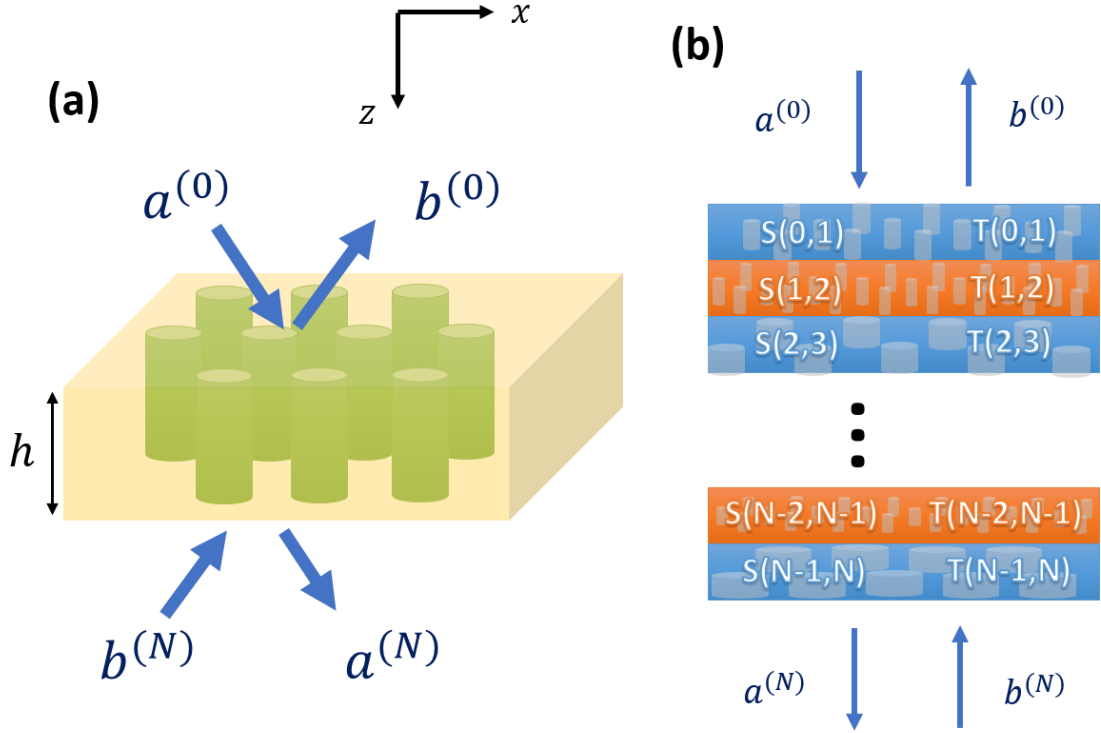 (a)
x
z
a^{(0)}
b^{(0)}
h
b^{(N)}
a^{(N)}
(b)
a^{(0)}
b^{(0)}
S(0,1) T(0,1)
S(1,2) T(1,2)
S(2,3) T(2,3)
S(N-2,N-1) T(N-2,N-1)
S(N-1,N) T(N-1,N)
a^{(N)}
b^{(N)}